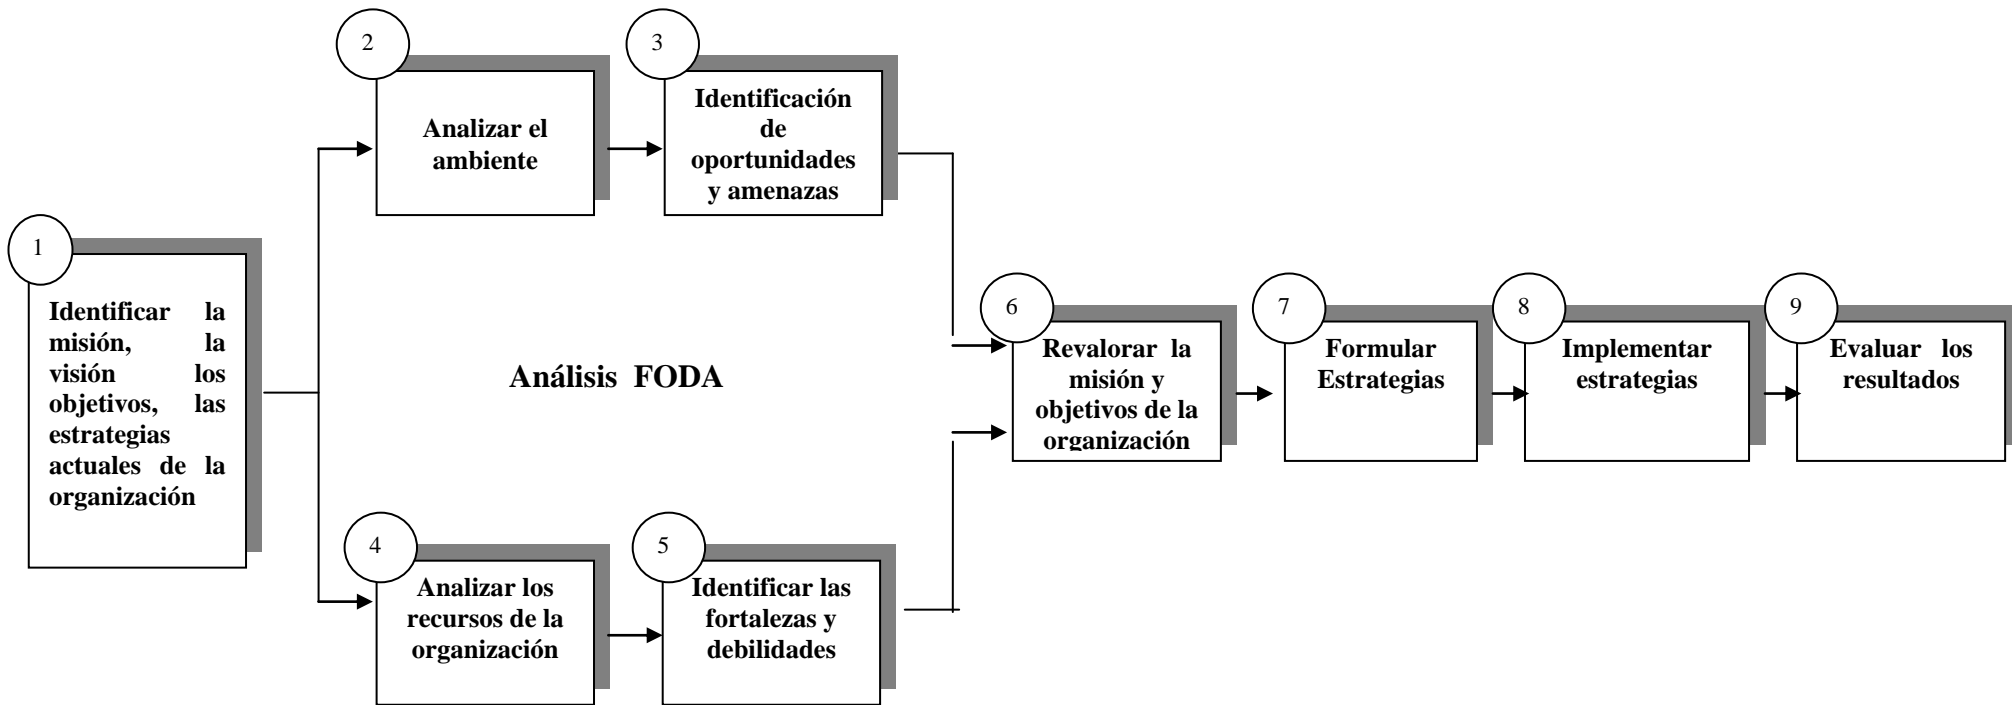 1
Identificar la
misión, la
visión los
objetivos, las
estrategias
actuales de la
organización
2
Analizar el
ambiente
3
Identificación
de
oportunidades
y amenazas
Análisis FODA
4
Analizar los
recursos de la
organización
5
Identificar las
fortalezas y
debilidades
6
Revalorar la
misión y
objetivos de la
organización
7
Formular
Estrategias
8
Implementar
estrategias
9
Evaluar los
resultados